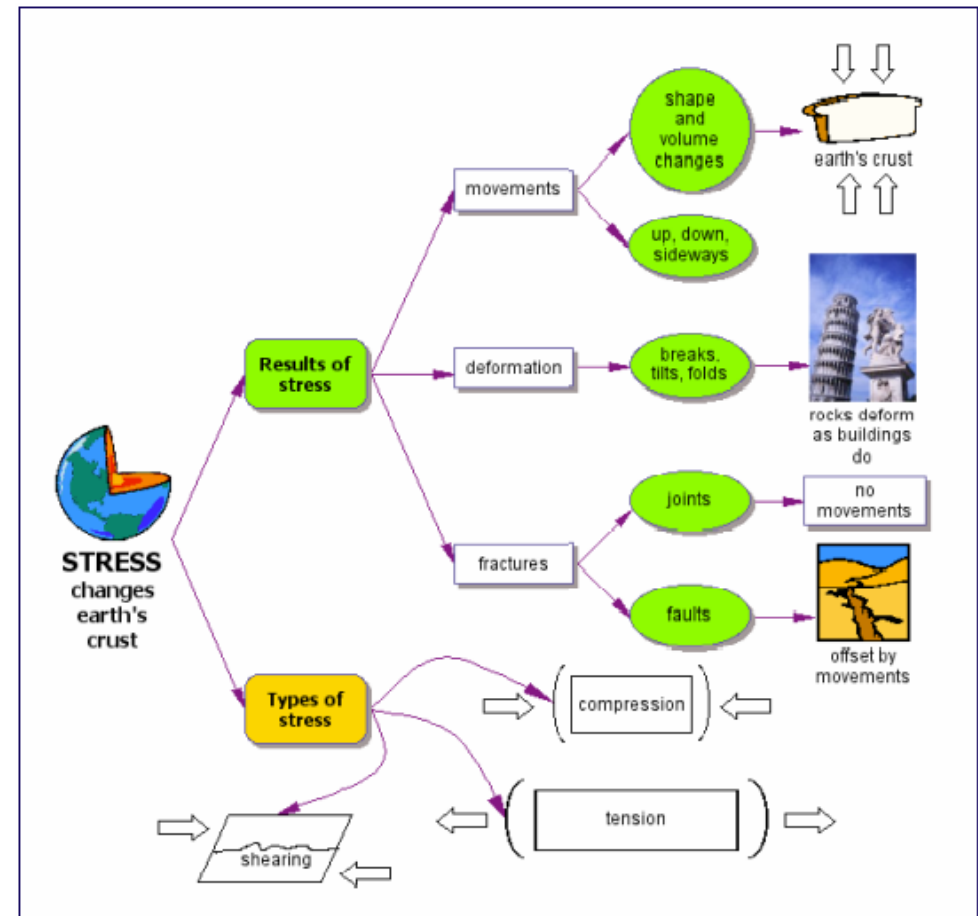 shape
and
volume
changes
earth's crust
movements
up, down,
sideways
Results of
stress
deformation
breaks,
tilts, folds
rocks deform
as buildings
do
joints
no
movements
STRESS
changes
earth's
crust
fractures
faults
offset by
movements
Types of
stress
compression
tension
shearing